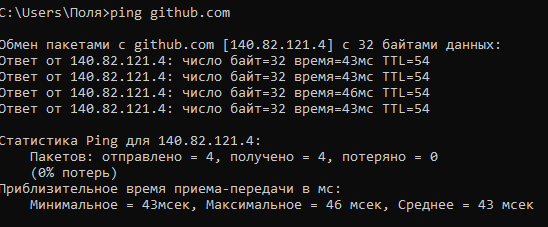 C:\Users\Поля>ping github.com
Обмен пакетами с github.com [140.82.121.4] с 32 байтами данных:
Ответ от 140.82.121.4: число байт=32 время=43мс TTL=54
Ответ от 140.82.121.4: число байт=32 время=43мс TTL=54
Ответ от 140.82.121.4: число байт=32 время=46мс TTL=54
Ответ от 140.82.121.4: число байт=32 время=43мс TTL=54
Статистика Ping для 140.82.121.4:
Пакетов: отправлено = 4, получено = 4, потеряно = 0
(0% потерь)
Приблизительное время приема-передачи в мс:
Минимальное = 43мсек, Максимальное = 46 мсек, Среднее = 43 мсек